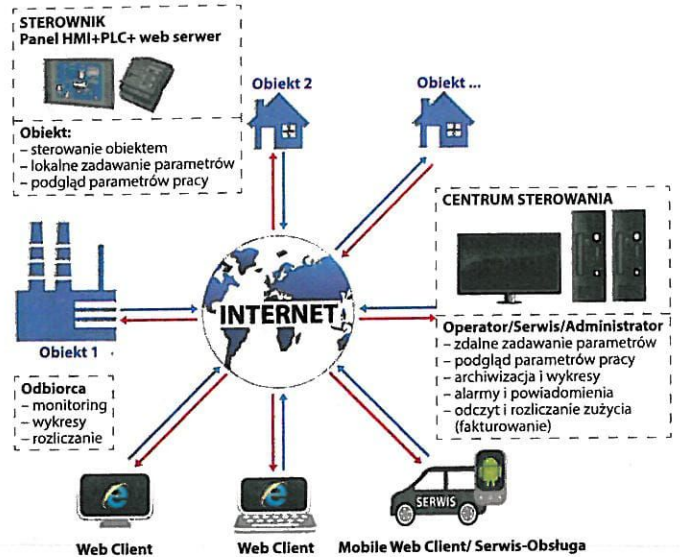 STEROWNIK
Panel HMI+PLC+ web serwer
Obiekt:
– sterowanie obiektem
– lokalne zadawanie parametrów
– podgląd parametrów pracy
Obiekt 2
Obiekt ...
CENTRUM STEROWANIA
Operator/Serwis/Administrator
– zdalne zadawanie parametrów
– podgląd parametrów pracy
– archiwizacja i wykresy
– alarmy i powiadomienia
– odczyt i rozliczanie zużycia
(fakturowanie)
INTERNET
Obiekt 1
Odbiorca
– monitoring
– wykresy
– rozliczanie
SERWIS
Web Client
Web Client
Mobile Web Client/ Serwis-Obsługa